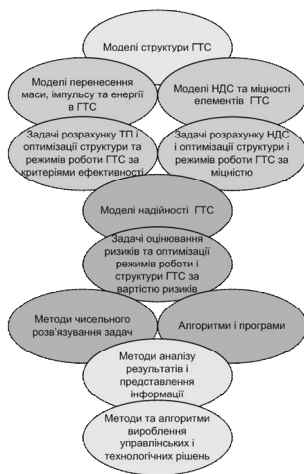 Моделі структури ГТС
Моделі перенесення
маси, імпульсу та енергії
в ГТС
Моделі НДС та міцності
елементів ГТС
Задачі розрахунку ТП і
оптимізації структури та
режимів роботи ГТС за
критеріями ефективності
Задачі розрахунку НДС
і оптимізації структури і
режимів роботи ГТС за
міцністю
Моделі надійності ГТС
Задачі оцінювання
ризиків та оптимізації
режимів роботи і
структури ГТС за
вартістю ризиків
Методи чисельного
розв'язування задач
Алгоритми і програми
Методи аналізу
результатів і
представлення
інформації
Методи та алгоритми
вироблення
управлінських і
технологічних рішень